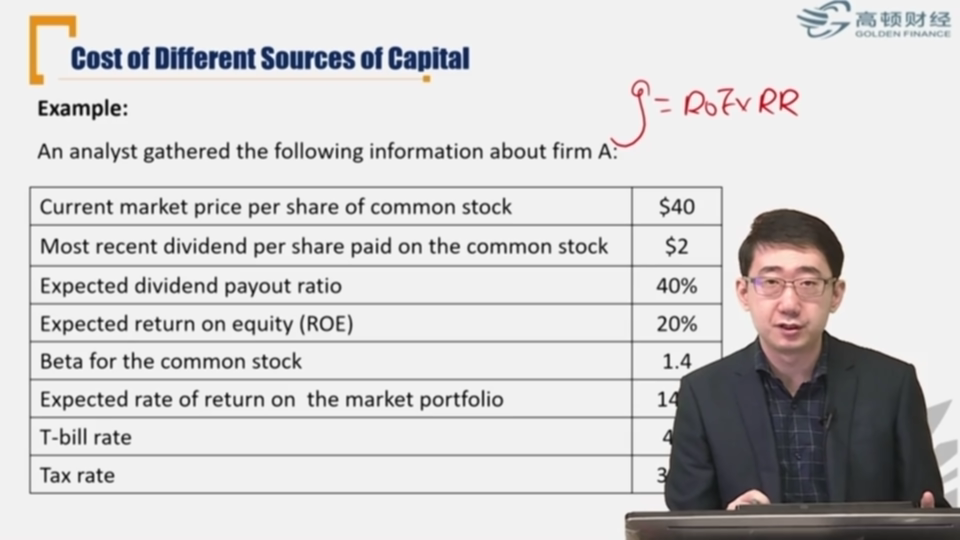 高顿财经
GOLDEN FINANCE
Cost of Different Sources of Capital
Example:
g = ROE x RR
An analyst gathered the following information about firm A:
Current market price per share of common stock $40
Most recent dividend per share paid on the common stock $2
Expected dividend payout ratio 40%
Expected return on equity (ROE) 20%
Beta for the common stock 1.4
Expected rate of return on the market portfolio 14
T-bill rate 4
Tax rate 3